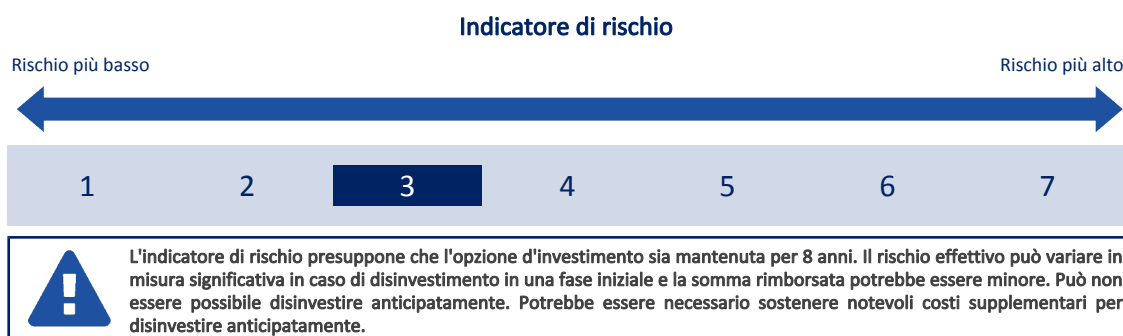 Indicatore di rischio
Rischio più basso
Rischio più alto
1 2 3 4 5 6 7
L'indicatore di rischio presuppone che l'opzione d'investimento sia mantenuta per 8 anni. Il rischio effettivo può variare in
misura significativa in caso di disinvestimento in una fase iniziale e la somma rimborsata potrebbe essere minore. Può non
essere possibile disinvestire anticipatamente. Potrebbe essere necessario sostenere notevoli costi supplementari per
disinvestire anticipatamente.